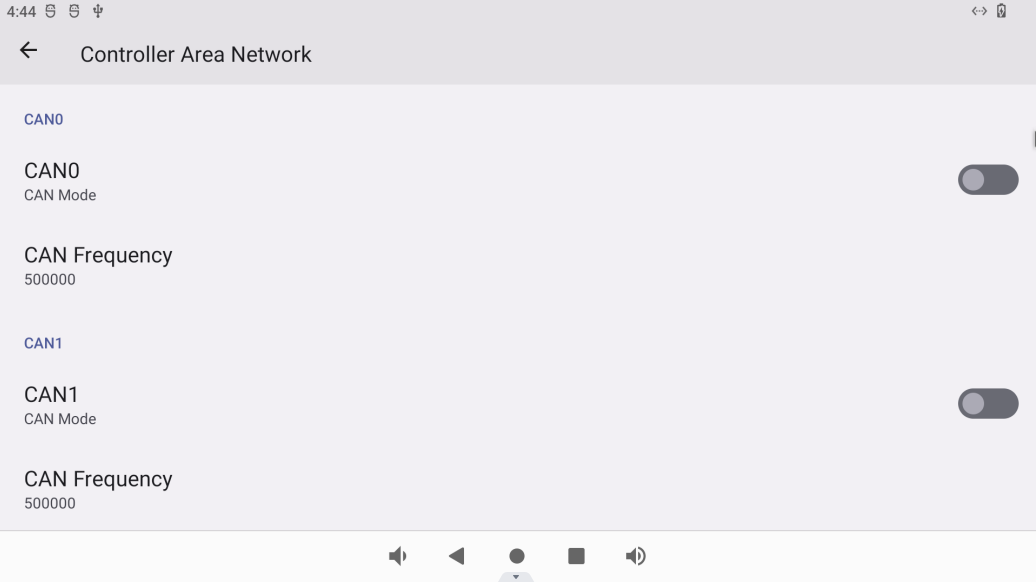 4:44
Controller Area Network
CAN0
CAN0
CAN Mode
CAN Frequency
500000
CAN1
CAN1
CAN Mode
CAN Frequency
500000